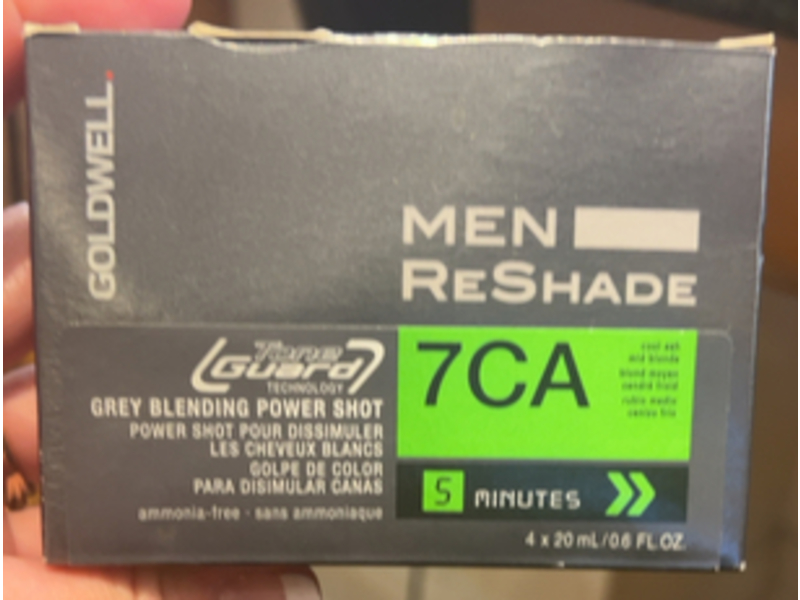 GOLDWELL.
MEN
RESHADE
Tone
Guard
TECHNOLOGY
GREY BLENDING POWER SHOT
POWER SHOT POUR DISSIMULER
LES CHEVEUX BLANCS
GOLPE DE COLOR
PARA DISIMULAR CANAS
ammonia-free · sans ammoniaque
7CA
cool ash
mid blonde
blond moyen
cendré froid
rubio medio
ceniza frío
5 MINUTES
4 x 20 mL/0.6 FL.OZ.